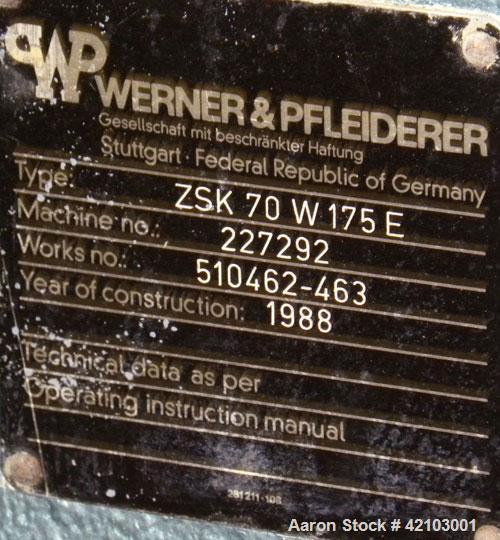 WP
WERNER & PFLEIDERER
Gesellschaft mit beschränkter Haftung
Stuttgart · Federal Republic of Germany
Type: ZSK 70 W 175 E
Machine no.: 227292
Works no.: 510462-463
Year of construction: 1988
Technical data as per
Operating instruction manual
Aaron Stock # 42103001